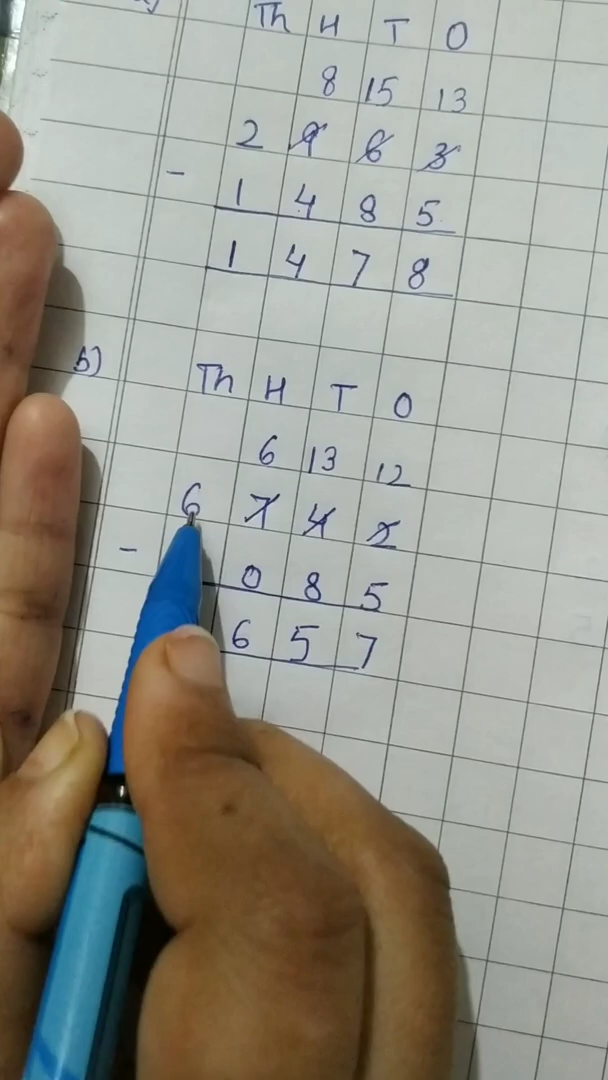 Th H T O
8 15 13
2 9 6 3
- 1 4 8 5
1 4 7 8
b) Th H T O
6 13 12
6 7 4 2
- 0 8 5
6 5 7